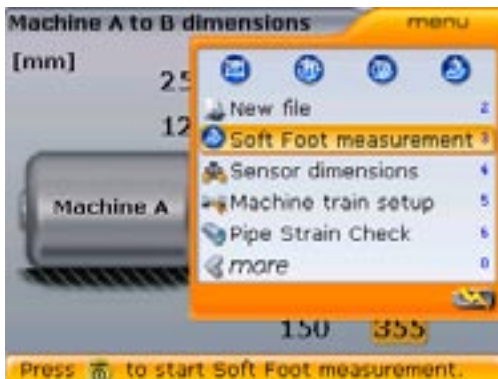 Machine A to B dimensions menu
[mm]
25
12
New file 2
Soft Foot measurement 3
Sensor dimensions 4
Machine A
Machine train setup 5
Pipe Strain Check 6
more 0
150 355
Press to start Soft Foot measurement.